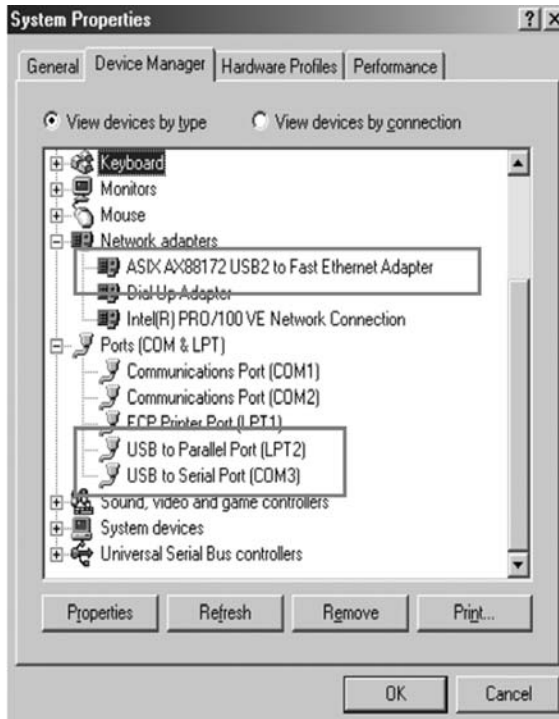 System Properties
General Device Manager Hardware Profiles Performance
View devices by type View devices by connection
Keyboard
Monitors
Mouse
Network adapters
ASIX AX88172 USB2 to Fast Ethernet Adapter
Dial Up Adapter
Intel(R) PRO/100 VE Network Connection
Ports (COM & LPT)
Communications Port (COM1)
Communications Port (COM2)
ECP Printer Port (LPT1)
USB to Parallel Port (LPT2)
USB to Serial Port (COM3)
Sound, video and game controllers
System devices
Universal Serial Bus controllers
Properties Refresh Remove Print...
OK Cancel